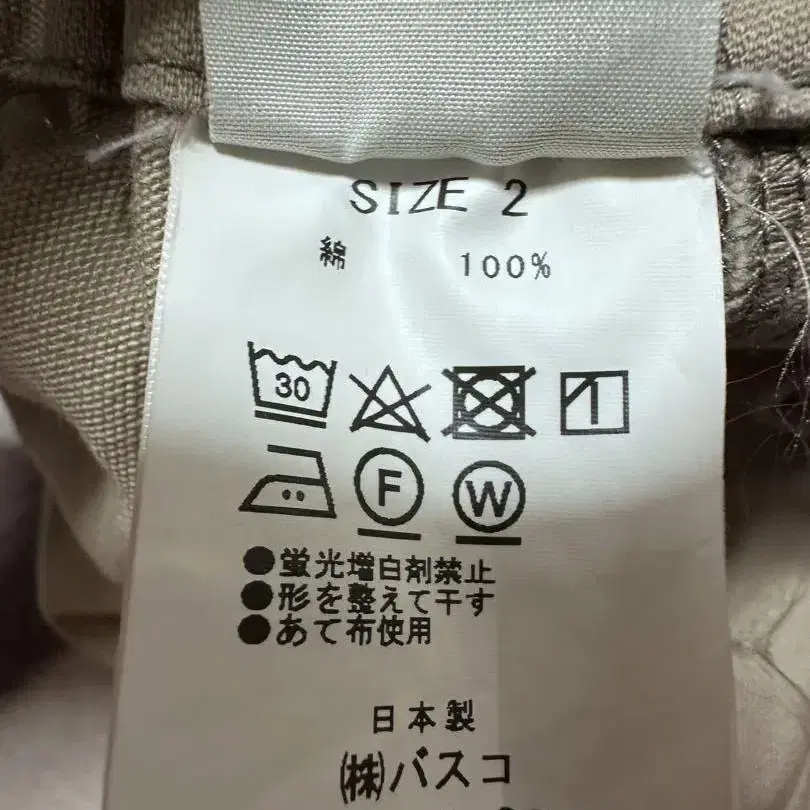 SIZE 2
綿 100%
30
F W
●蛍光増白剤禁止
●形を整えて干す
●あて布使用
日本製
(株)バスコ